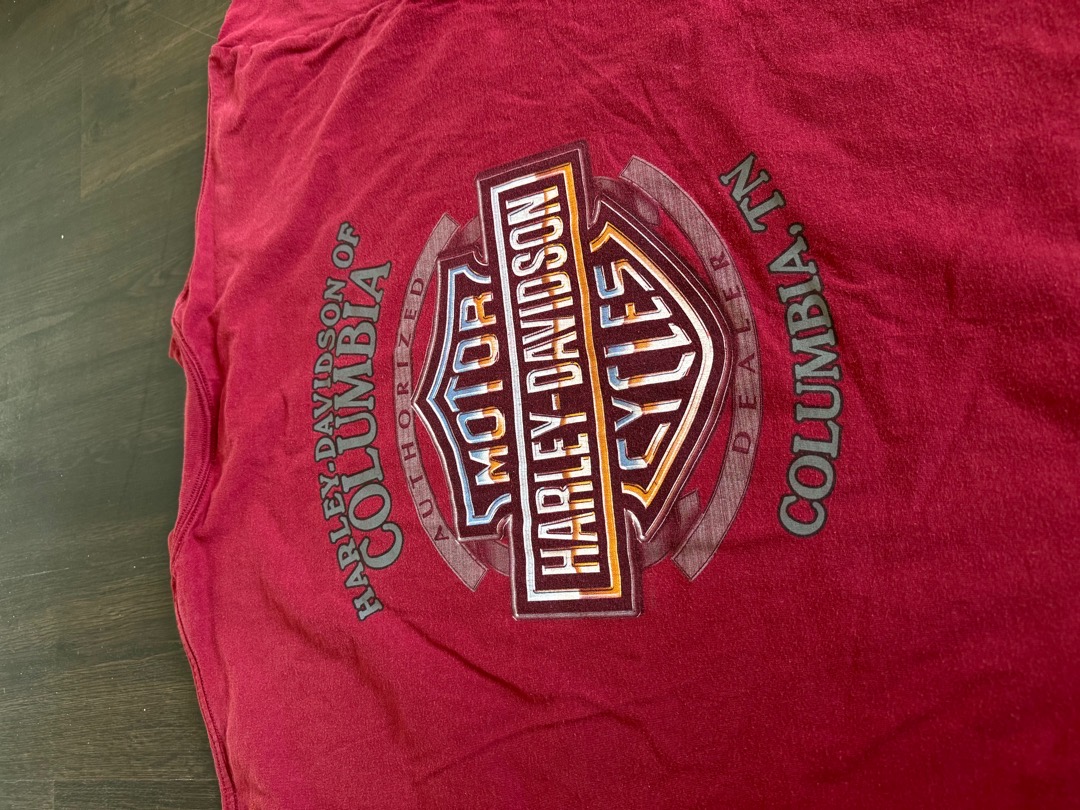 HARLEY-DAVIDSON OF
COLUMBIA
AUTHORIZED
MOTOR
HARLEY-DAVIDSON
CYCLES
DEALER
COLUMBIA, TN